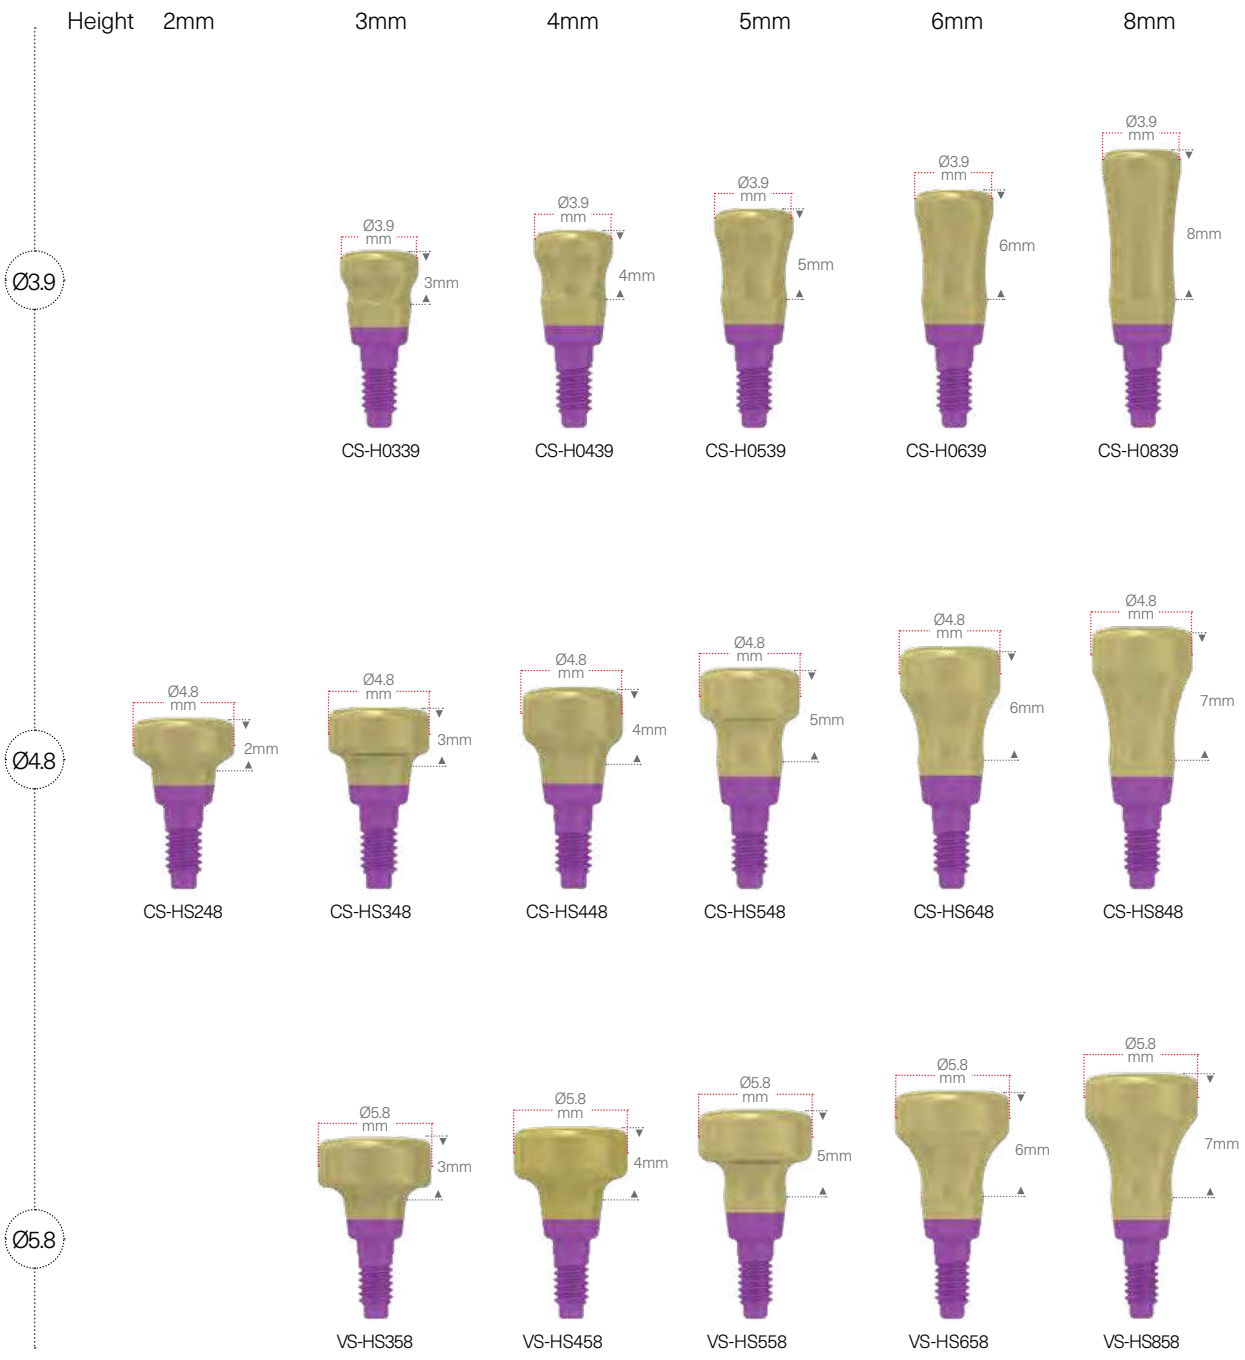 Height 2mm 3mm 4mm 5mm 6mm 8mm
Ø3.9
Ø3.9 mm
3mm
CS-H0339
Ø3.9 mm
4mm
CS-H0439
Ø3.9 mm
5mm
CS-H0539
Ø3.9 mm
6mm
CS-H0639
Ø3.9 mm
8mm
CS-H0839
Ø4.8
Ø4.8 mm
2mm
CS-HS248
Ø4.8 mm
3mm
CS-HS348
Ø4.8 mm
4mm
CS-HS448
Ø4.8 mm
5mm
CS-HS548
Ø4.8 mm
6mm
CS-HS648
Ø4.8 mm
7mm
CS-HS848
Ø5.8
Ø5.8 mm
3mm
VS-HS358
Ø5.8 mm
4mm
VS-HS458
Ø5.8 mm
5mm
VS-HS558
Ø5.8 mm
6mm
VS-HS658
Ø5.8 mm
7mm
VS-HS858